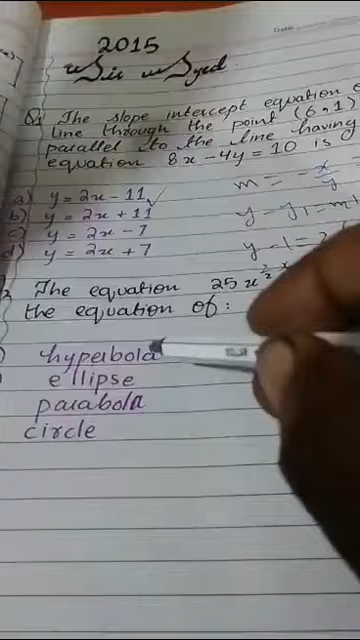 2015
Sir Syed
Q1 The slope intercept equation
line through the point (6,1)
parallel to the line having
equation 8x-4y=10 is
a) y = 2x-11 ✓
b) y = 2x+11
c) y = 2x-7
d) y = 2x+7
m = -x/y
y-y1=m
y-1=2
The equation 25x²
the equation of:
hyperbola
ellipse
parabola
circle